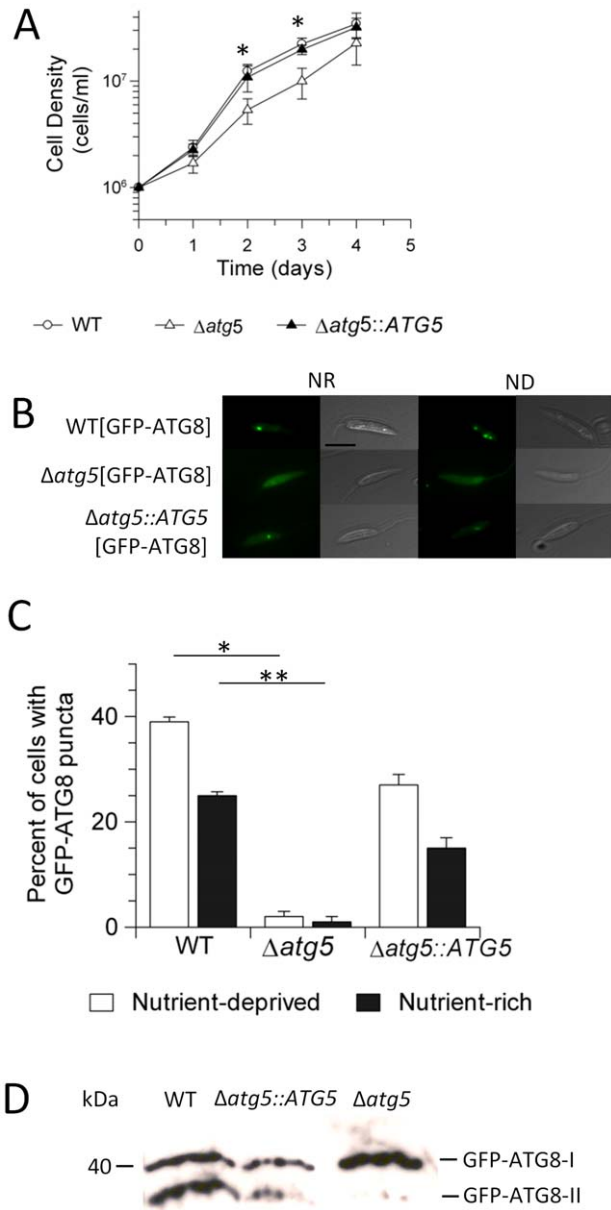 A
Cell Density
(cells/ml)
10⁷
10⁶
*
*
0 1 2 3 4 5
Time (days)
WT Δatg5 Δatg5::ATG5
NR ND
B
WT[GFP-ATG8]
Δatg5[GFP-ATG8]
Δatg5::ATG5
[GFP-ATG8]
C
Percent of cells with
GFP-ATG8 puncta
*
**
40
20
0
WT Δatg5 Δatg5::ATG5
Nutrient-deprived Nutrient-rich
D
kDa WT Δatg5::ATG5 Δatg5
40
GFP-ATG8-I
GFP-ATG8-II